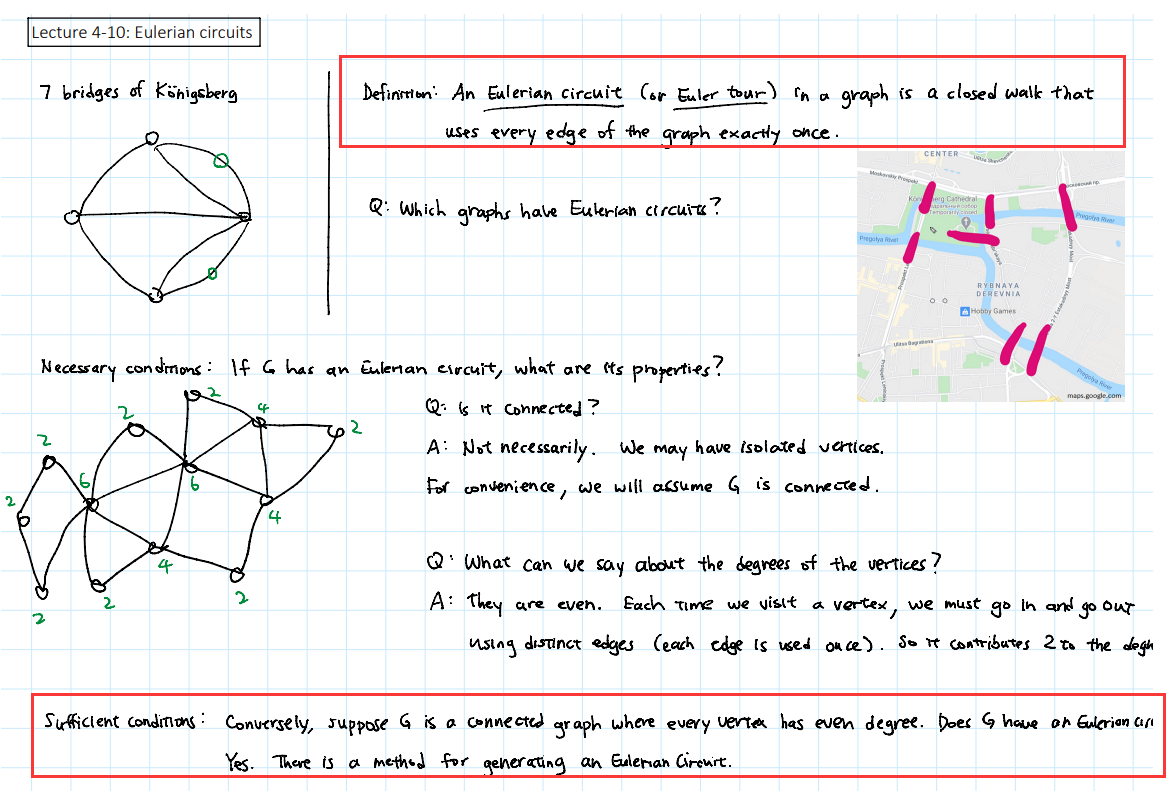 Lecture 4-10: Eulerian circuits
7 bridges of Königsberg
Definition: An Eulerian circuit (or Euler tour) in a graph is a closed walk that
uses every edge of the graph exactly once.
Q: Which graphs have Eulerian circuits?
CENTER
Moskovskiy Prospekt
Cathedral
temporarily closed
Pregolya River
Pregolya River
RYBNAYA
DEREVNIA
Hobby Games
Ulitsa Bagrationa
Pregolya River
maps.google.com
Necessary conditions: If G has an Eulerian circuit, what are its properties?
2
4
2
2
2
6
6
2
4
4
2
2
2
Q: Is it connected?
A: Not necessarily. We may have isolated vertices.
For convenience, we will assume G is connected.
Q: What can we say about the degrees of the vertices?
A: They are even. Each time we visit a vertex, we must go in and go out
using distinct edges (each edge is used once). So it contributes 2 to the
Sufficient conditions: Conversely, suppose G is a connected graph where every vertex has even degree. Does G have an Eulerian
Yes. There is a method for generating an Eulerian Circuit.